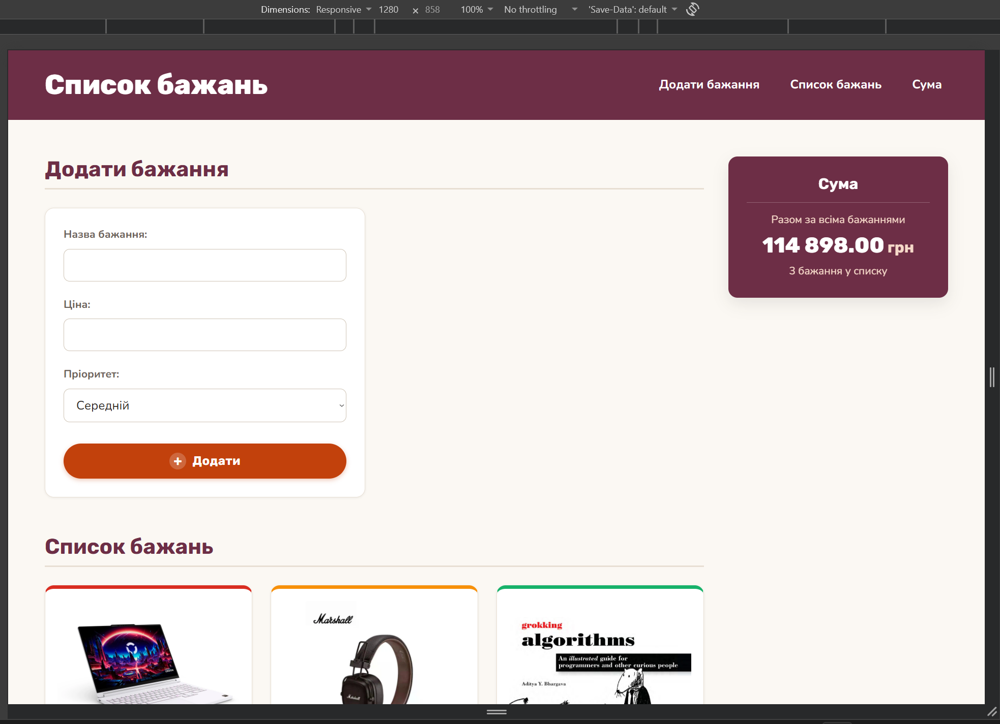 Dimensions: Responsive 1280 × 858 100% No throttling 'Save-Data': default
Список бажань
Додати бажання Список бажань Сума
Додати бажання
Назва бажання:
Ціна:
Пріоритет:
Середній
+ Додати
Сума
Разом за всіма бажаннями
114 898.00 грн
3 бажання у списку
Список бажань
LEGION
Marshall
Marshall
grokking
algorithms
An illustrated guide for
programmers and other curious people
Aditya Y. Bhargava